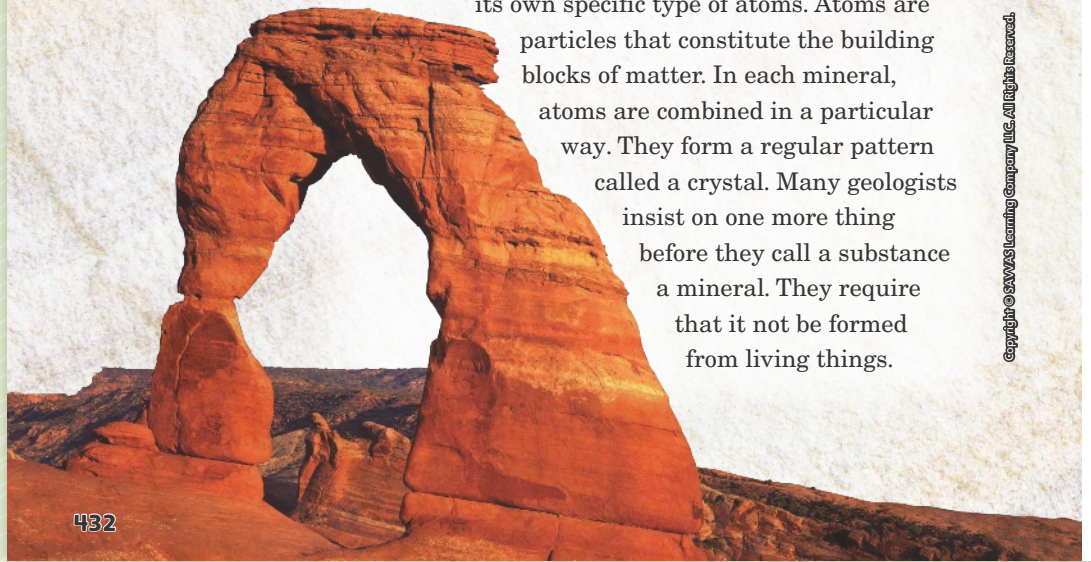 its own specific type of atoms. Atoms are
particles that constitute the building
blocks of matter. In each mineral,
atoms are combined in a particular
way. They form a regular pattern
called a crystal. Many geologists
insist on one more thing
before they call a substance
a mineral. They require
that it not be formed
from living things.
Copyright © SAVVAS Learning Company LLC. All Rights Reserved.
432